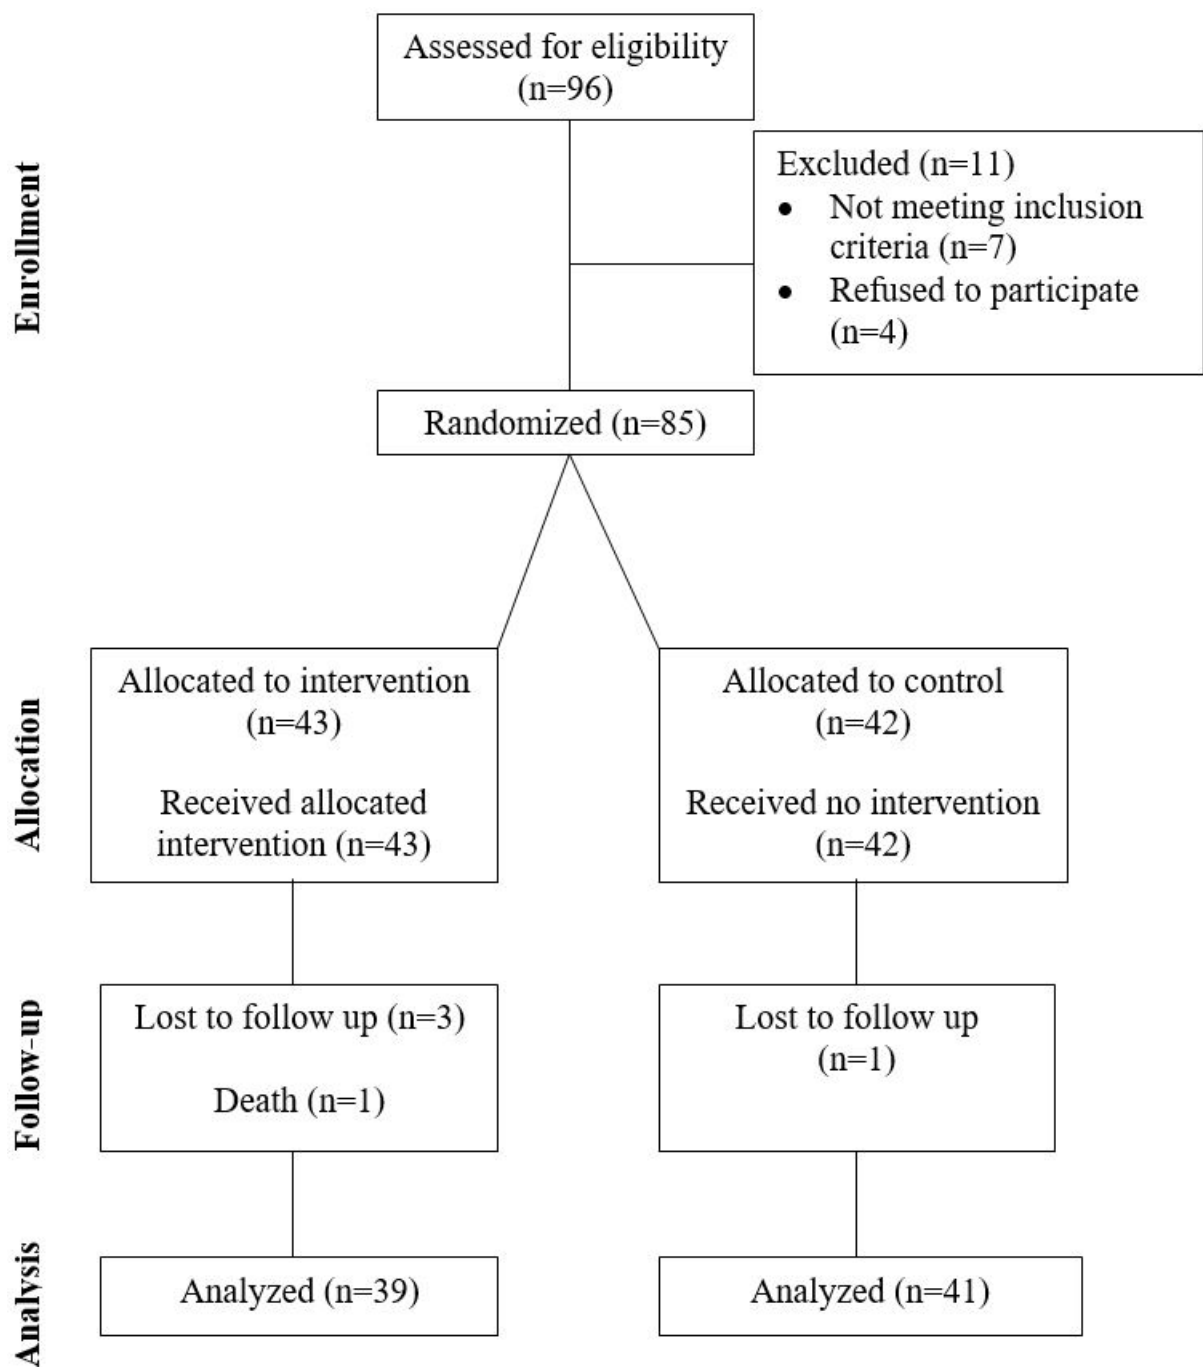 Assessed for eligibility
(n=96)
Enrollment
Excluded (n=11)
• Not meeting inclusion
criteria (n=7)
• Refused to participate
(n=4)
Randomized (n=85)
Allocation
Allocated to intervention
(n=43)
Received allocated
intervention (n=43)
Allocated to control
(n=42)
Received no intervention
(n=42)
Follow-up
Lost to follow up (n=3)
Death (n=1)
Lost to follow up
(n=1)
Analysis
Analyzed (n=39)
Analyzed (n=41)